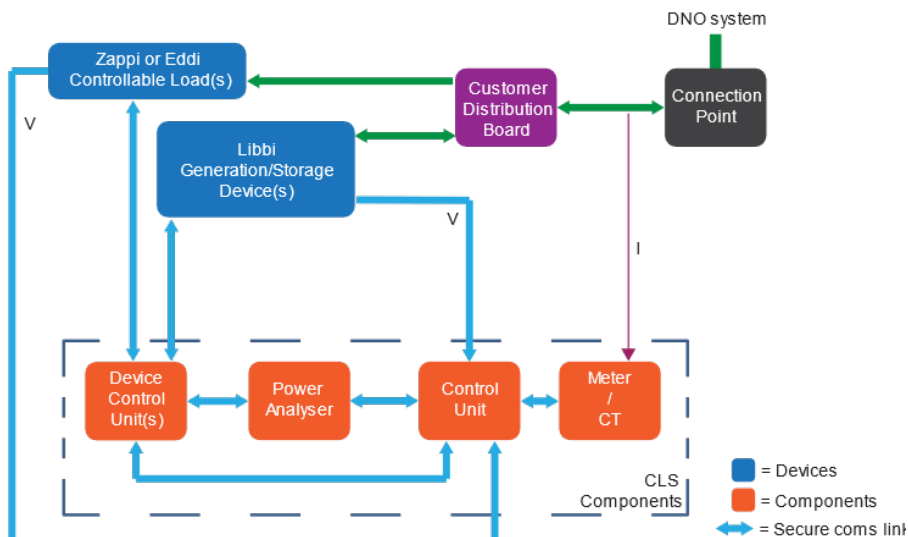 DNO system
Zappi or Eddi
Controllable Load(s)
Customer
Distribution
Board
Connection
Point
V
Libbi
Generation/Storage
Device(s)
V
I
Device
Control
Unit(s)
Power
Analyser
Control
Unit
Meter
/
CT
CLS
Components
= Devices
= Components
= Secure coms link